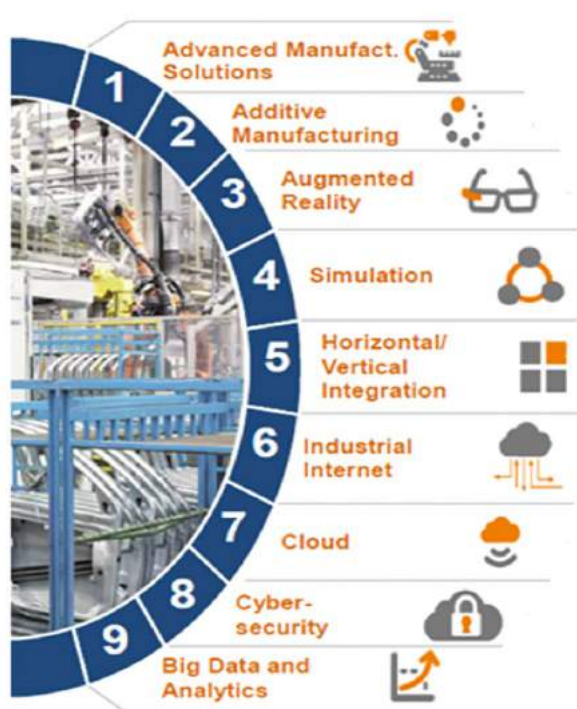 1
Advanced Manufact.
Solutions
2
Additive
Manufacturing
3
Augmented
Reality
4
Simulation
5
Horizontal/
Vertical
Integration
6
Industrial
Internet
7
Cloud
8
Cyber-
security
9
Big Data and
Analytics